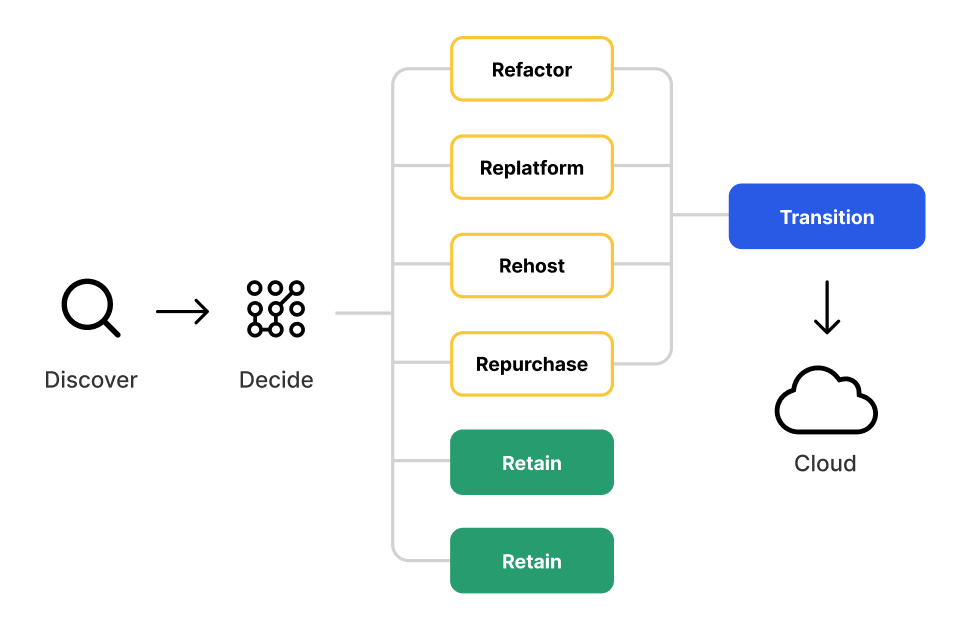 Refactor
Replatform
Rehost
Repurchase
Retain
Retain
Transition
Discover
Decide
Cloud